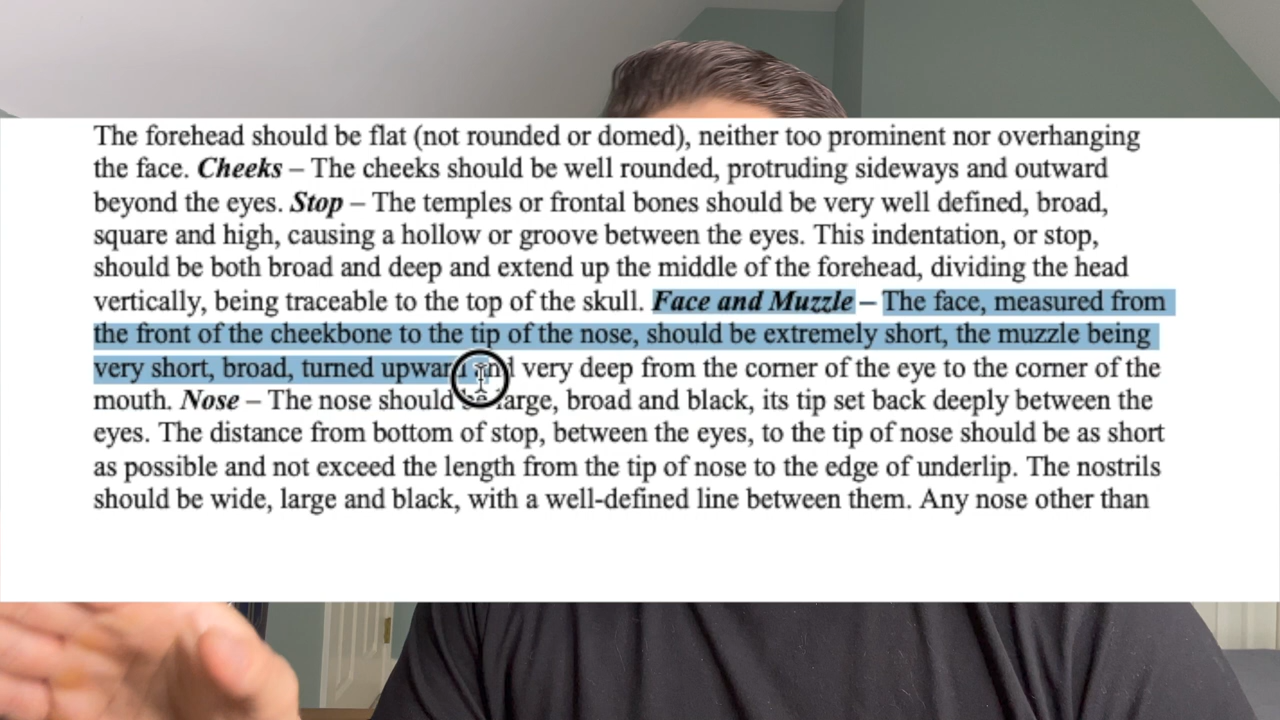 The forehead should be flat (not rounded or domed), neither too prominent nor overhanging
the face. Cheeks – The cheeks should be well rounded, protruding sideways and outward
beyond the eyes. Stop – The temples or frontal bones should be very well defined, broad,
square and high, causing a hollow or groove between the eyes. This indentation, or stop,
should be both broad and deep and extend up the middle of the forehead, dividing the head
vertically, being traceable to the top of the skull. Face and Muzzle – The face, measured from
the front of the cheekbone to the tip of the nose, should be extremely short, the muzzle being
very short, broad, turned upward and very deep from the corner of the eye to the corner of the
mouth. Nose – The nose should be large, broad and black, its tip set back deeply between the
eyes. The distance from bottom of stop, between the eyes, to the tip of nose should be as short
as possible and not exceed the length from the tip of nose to the edge of underlip. The nostrils
should be wide, large and black, with a well-defined line between them. Any nose other than